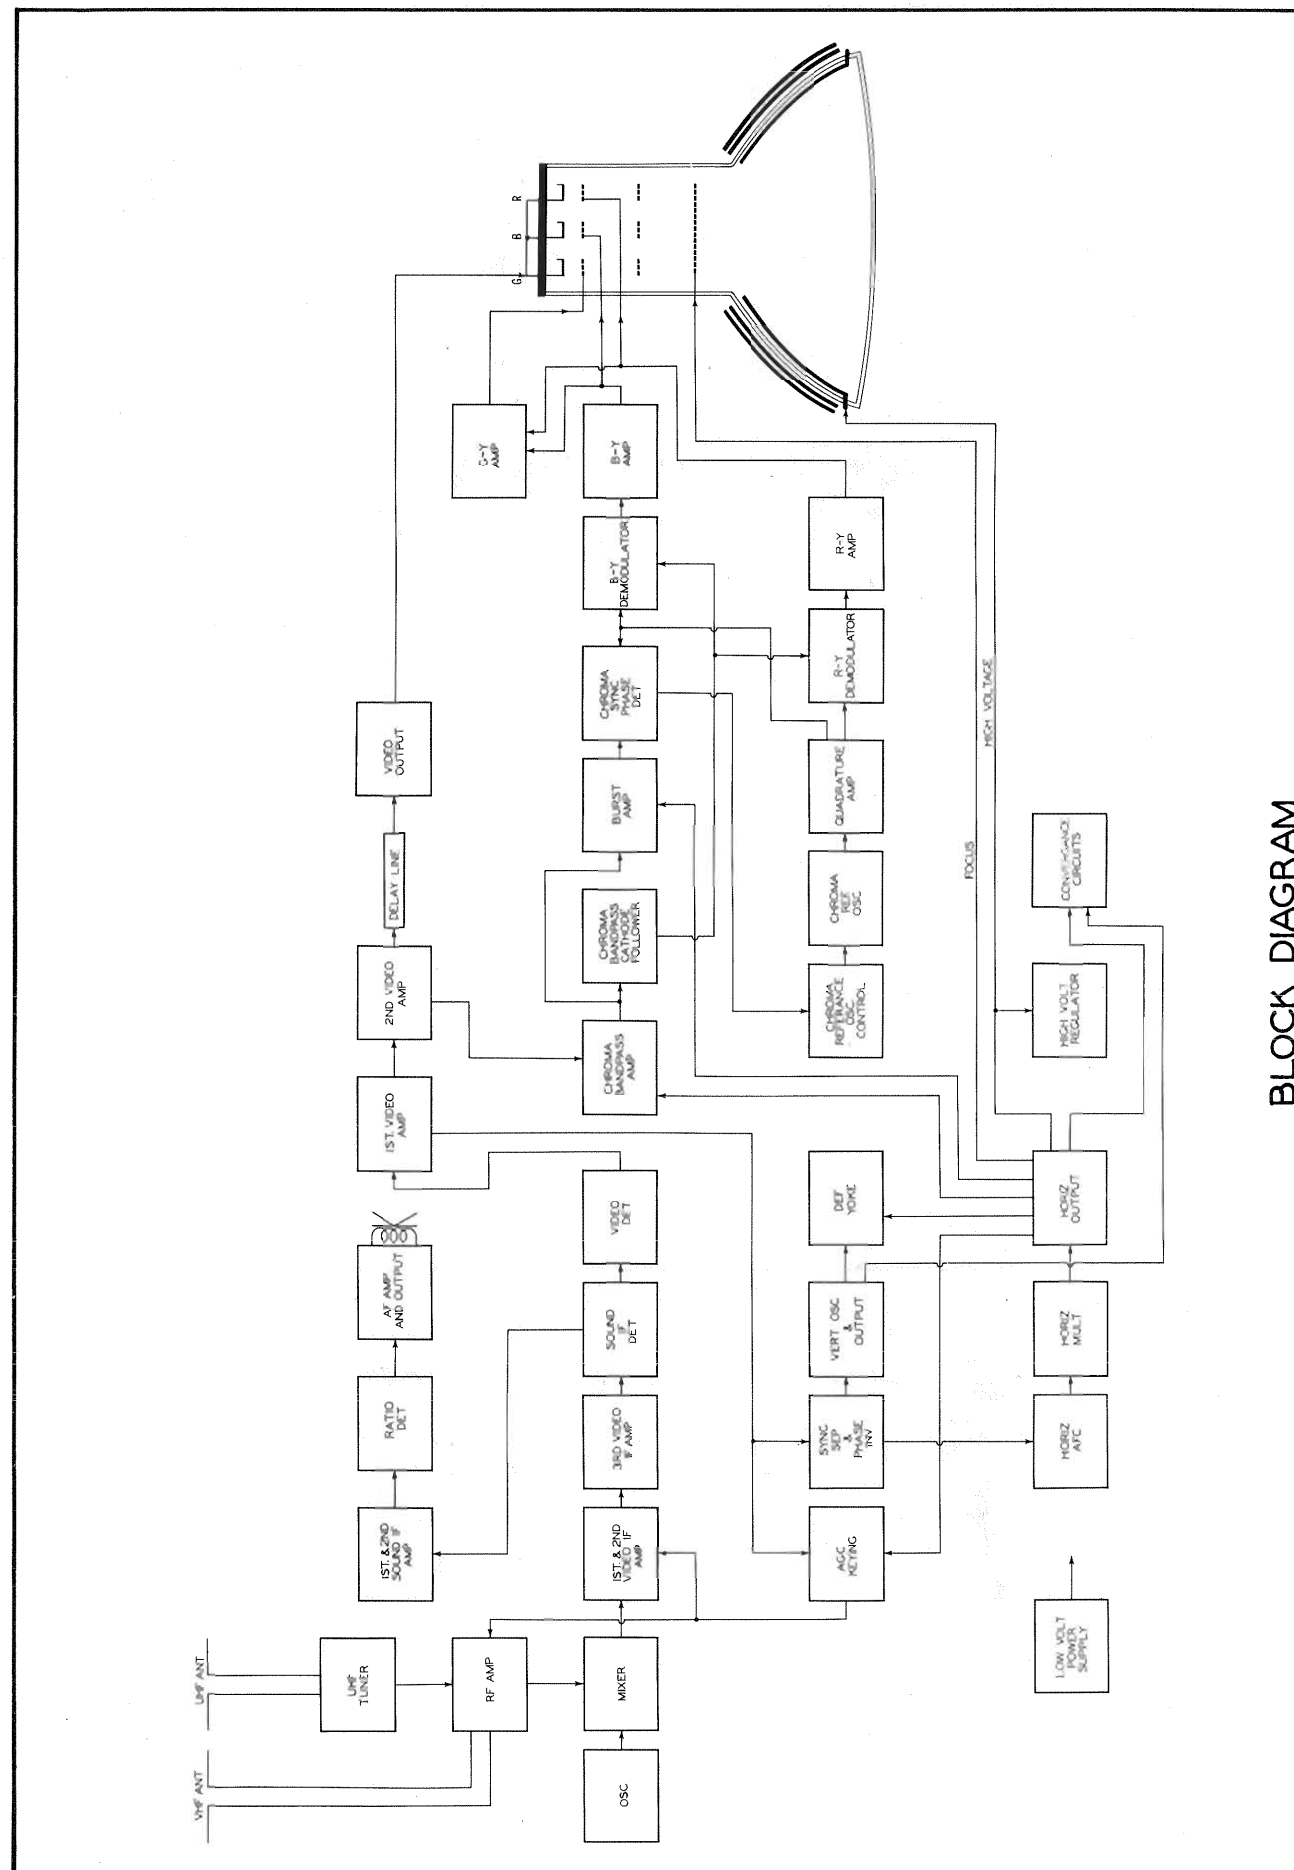 VHF ANT
UHF ANT
UHF
TUNER
1ST. & 2ND
SOUND IF
AMP
RATIO
DET
AF AMP
AND OUTPUT
1ST. VIDEO
AMP
2ND VIDEO
AMP
DELAY LINE
VIDEO
OUTPUT
RF AMP
G-Y
AMP
G
B
R
OSC
MIXER
1ST. & 2ND
VIDEO IF
AMP
3RD VIDEO
IF AMP
SOUND
IF
DET
VIDEO
DET
CHROMA
BANDPASS
AMP
CHROMA
BANDPASS
CATHODE
FOLLOWER
BURST
AMP
CHROMA
SYNC
PHASE
DET
B-Y
DEMODULATOR
B-Y
AMP
AGC
KEYING
SYNC
SEP
&
PHASE
INV
VERT OSC
&
OUTPUT
DEF
YOKE
CHROMA
REFERANCE
OSC
CONTROL
CHROMA
REF
OSC
QUADRATURE
AMP
R-Y
DEMODULATOR
R-Y
AMP
FOCUS
HIGH VOLTAGE
LOW VOLT
POWER
SUPPLY
HORIZ
AFC
HORIZ
MULT
HORIZ
OUTPUT
HIGH VOLT
REGULATOR
CONVERGANCE
CIRCUITS
BLOCK DIAGRAM